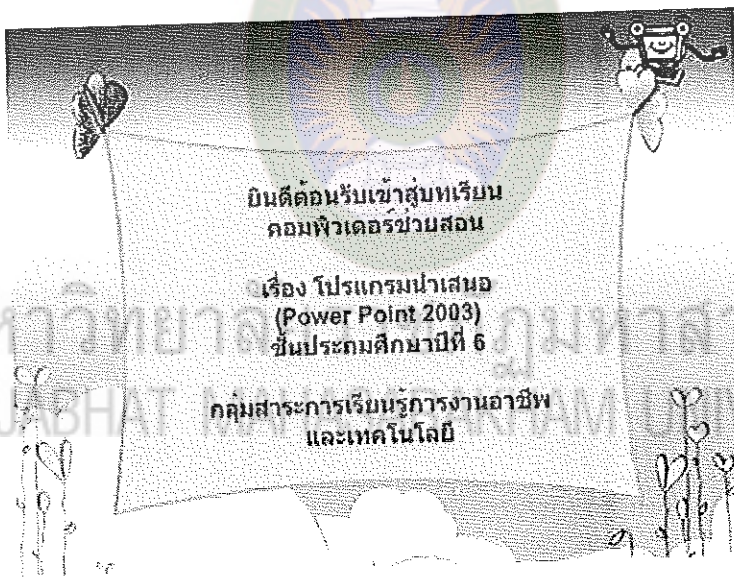 ยินดีต้อนรับเข้าสู่บทเรียน
คอมพิวเตอร์ช่วยสอน
เรื่อง โปรแกรมนำเสนอ
(Power Point 2003)
ชั้นประถมศึกษาปีที่ 6
กลุ่มสาระการเรียนรู้การงานอาชีพ
และเทคโนโลยี